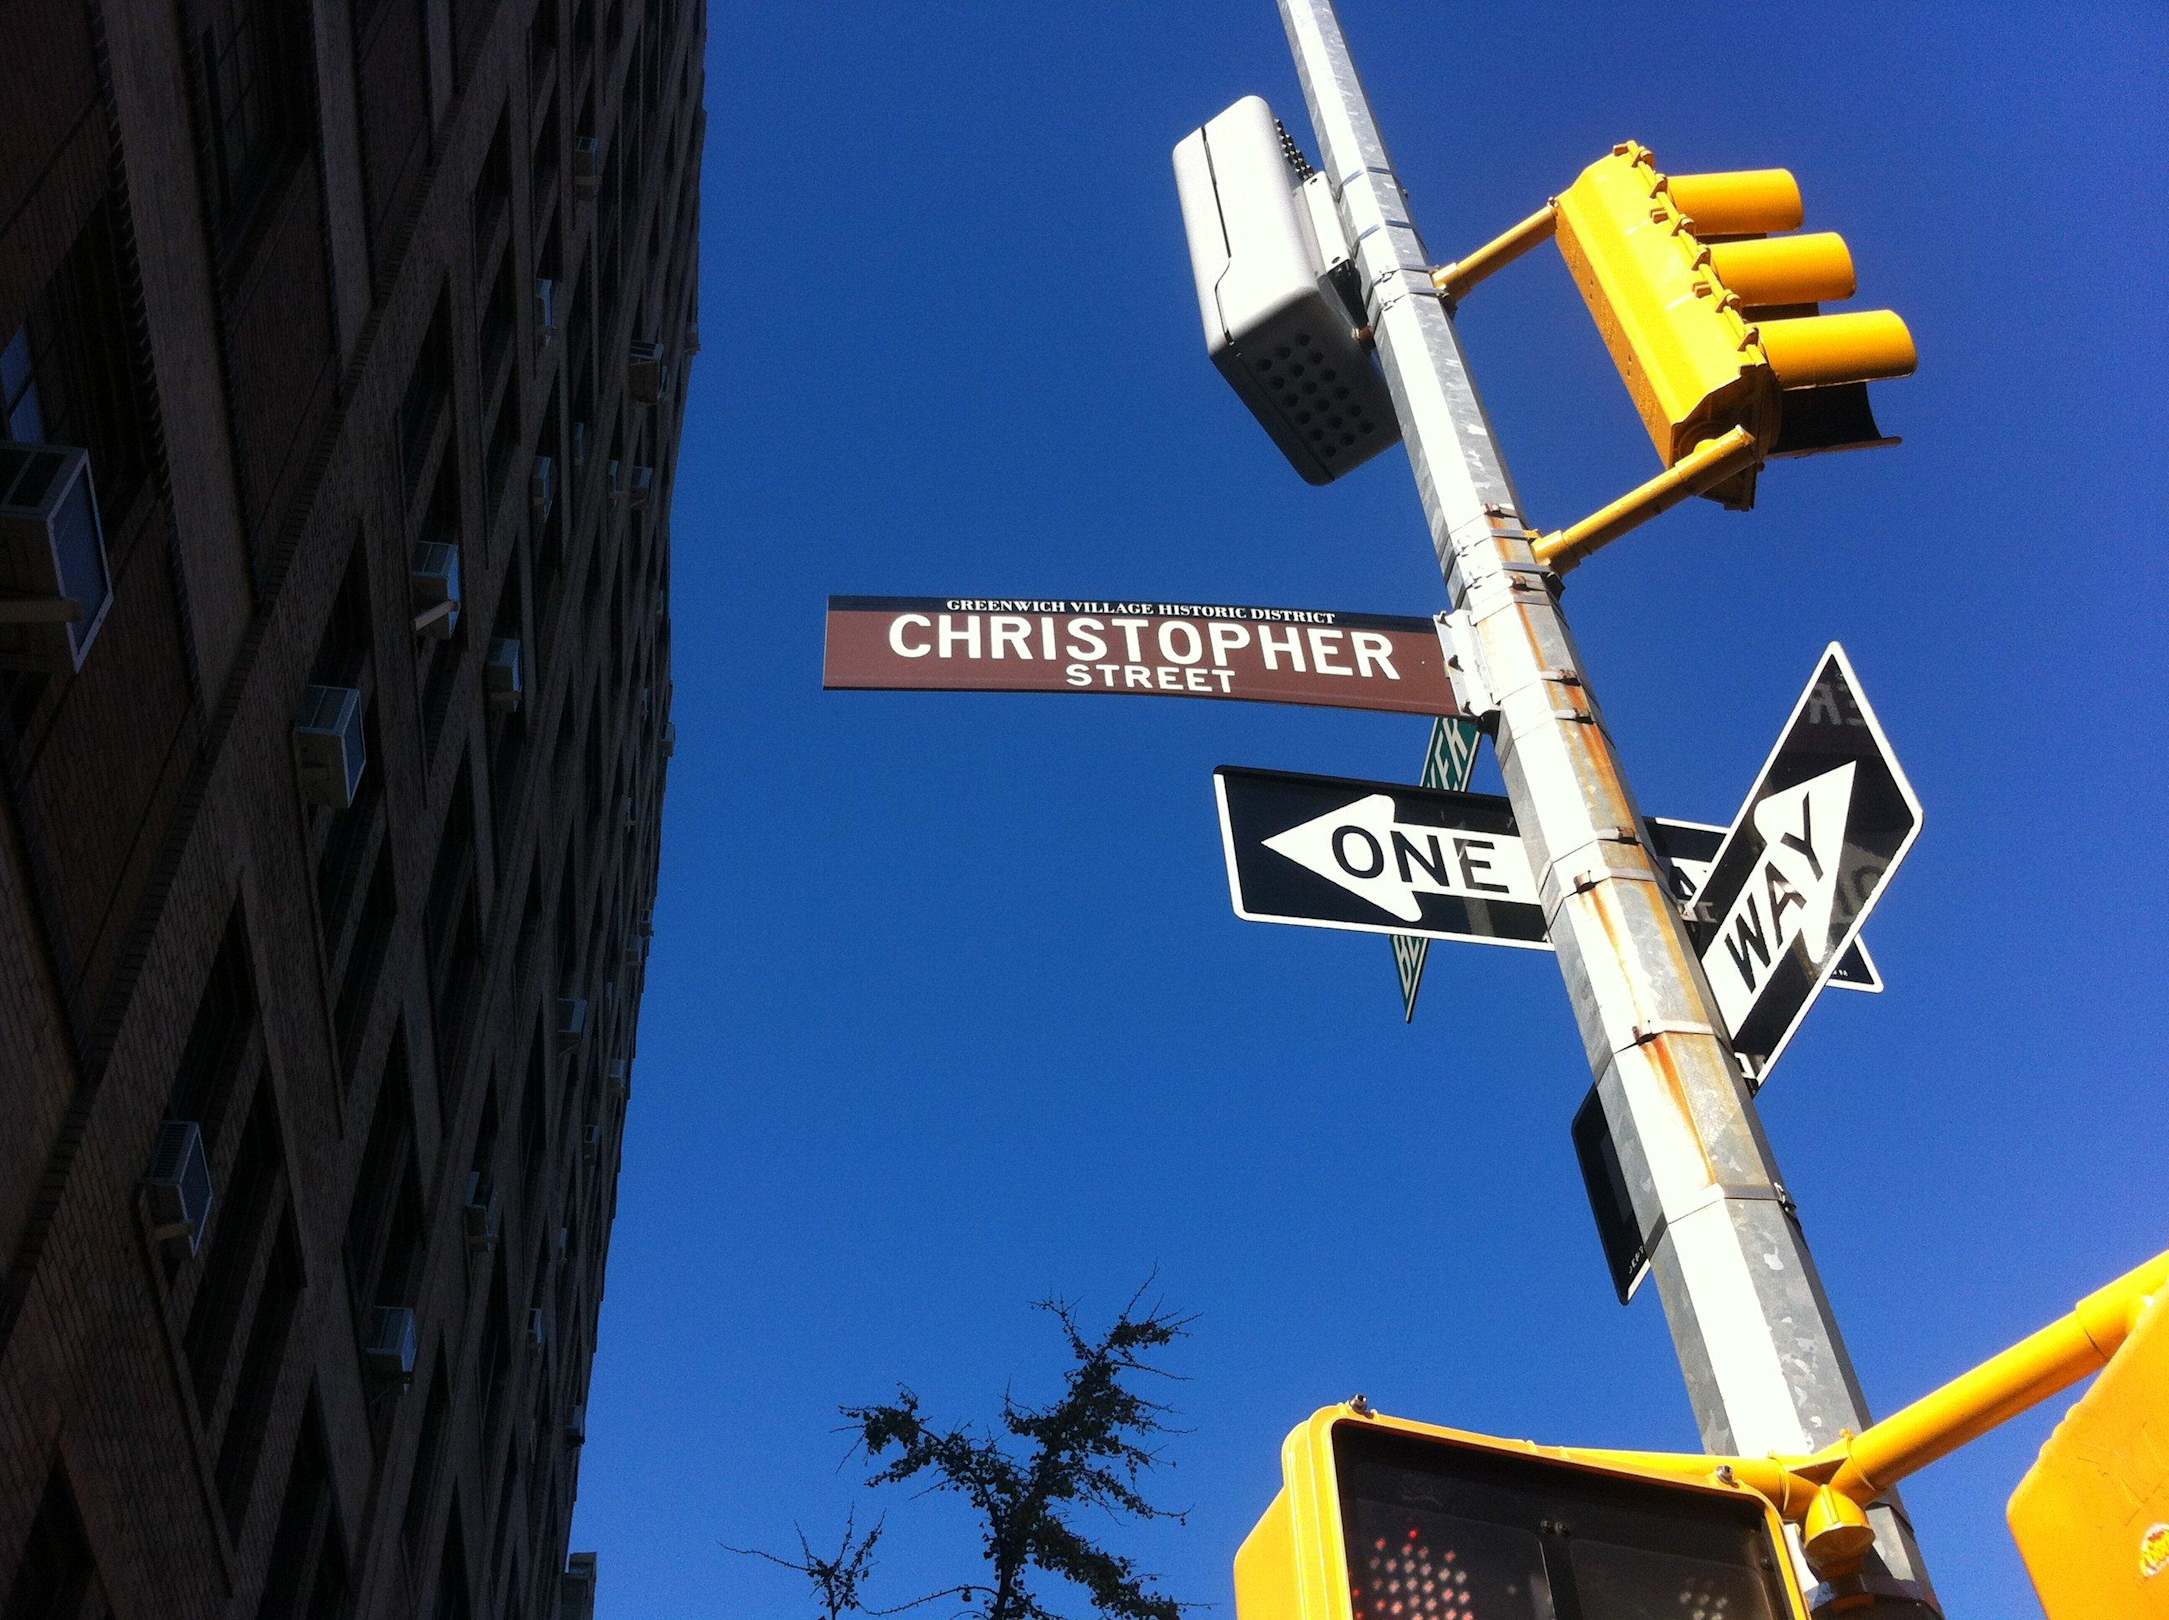 GREENWICH VILLAGE HISTORIC DISTRICT
CHRISTOPHER
STREET
ONE
WAY